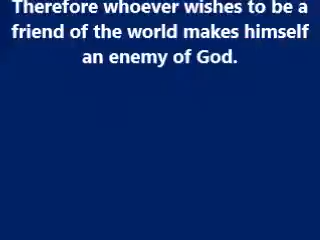 Therefore whoever wishes to be a
friend of the world makes himself
an enemy of God.